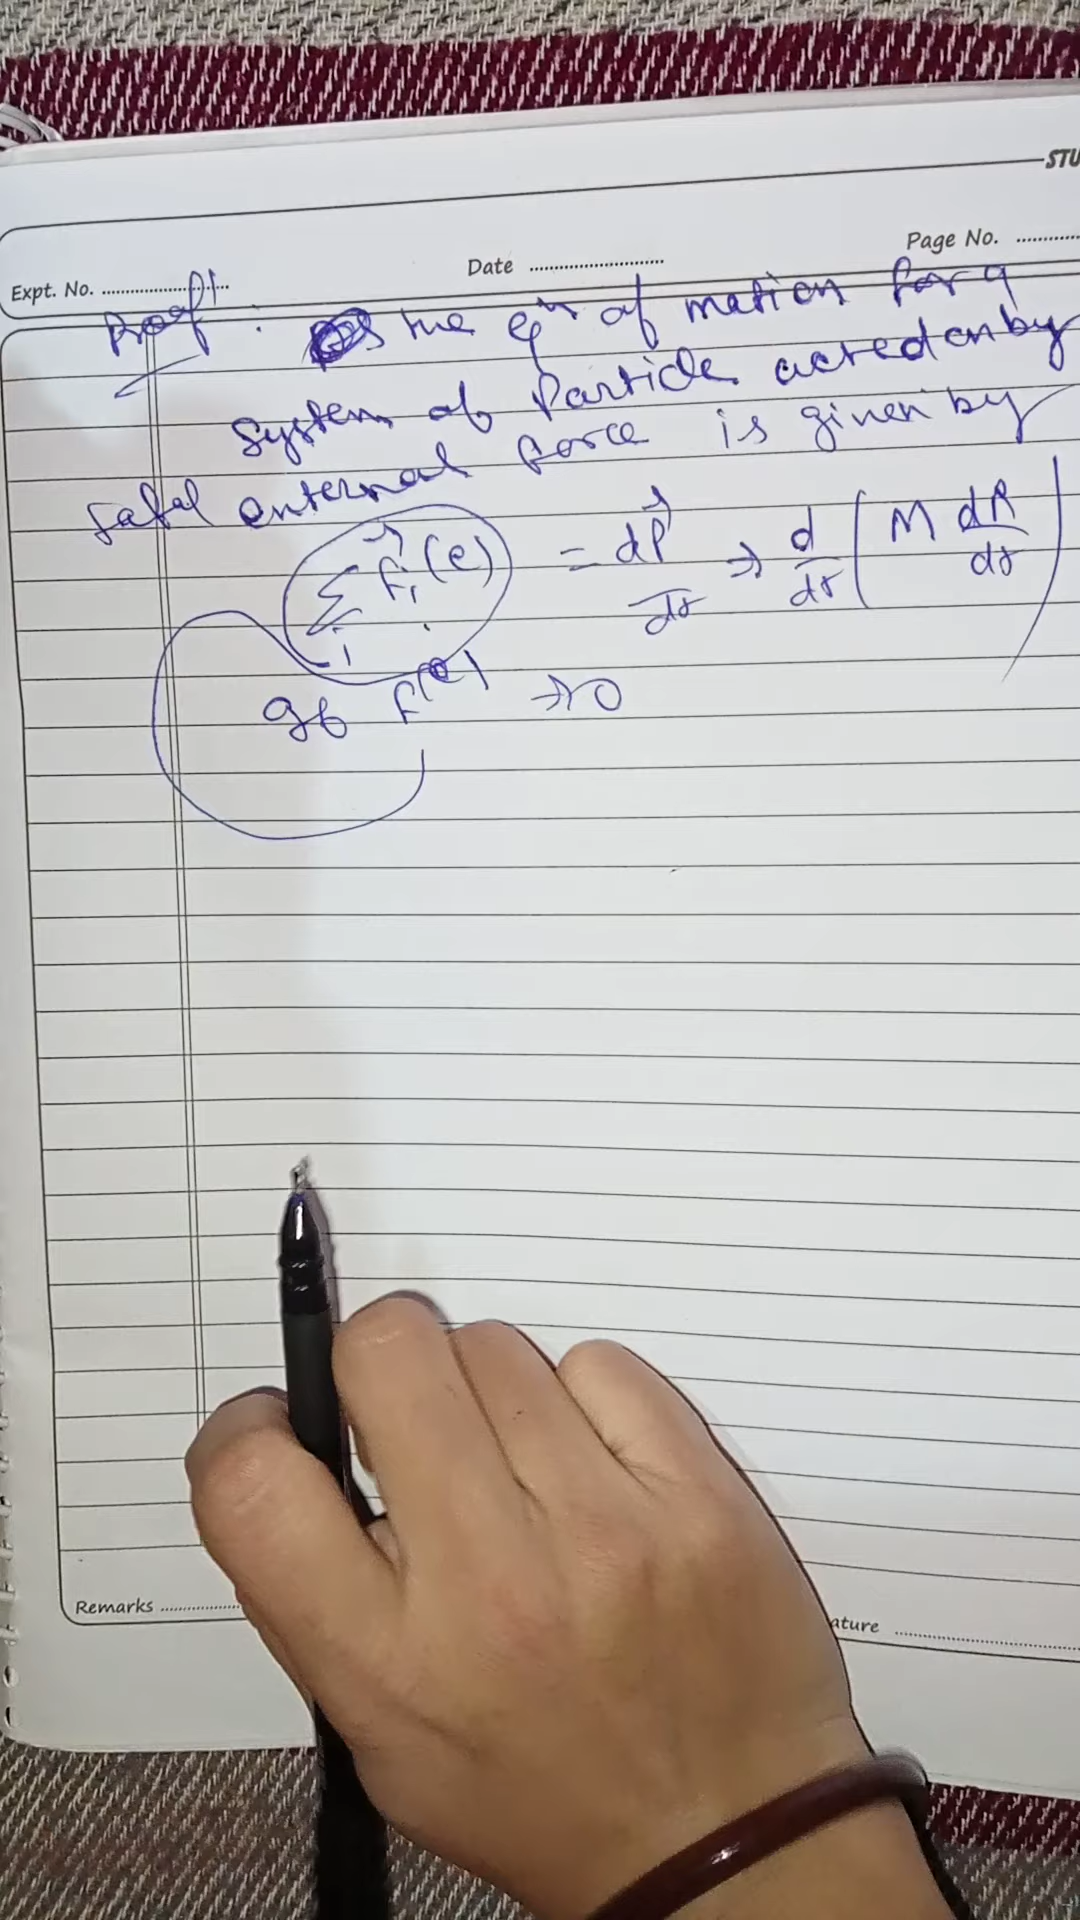 STU
Expt. No. ........................ Date ........................ Page No. ............
Proof : the eqn of motion for a
system of Particle acted on by
total external force is given by
∑i F⃗i(e) = dP⃗/dt → d/dt (M dR/dt)
If F(e) → 0
Remarks ............
ature ............